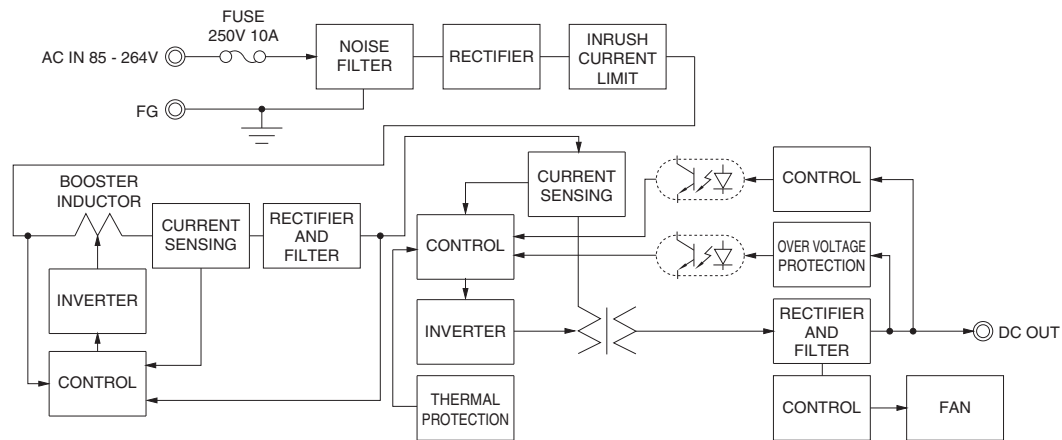 FUSE
250V 10A
AC IN 85 - 264V
NOISE
FILTER
RECTIFIER
INRUSH
CURRENT
LIMIT
FG
BOOSTER
INDUCTOR
CURRENT
SENSING
RECTIFIER
AND
FILTER
INVERTER
CONTROL
CURRENT
SENSING
CONTROL
INVERTER
THERMAL
PROTECTION
CONTROL
OVER VOLTAGE
PROTECTION
RECTIFIER
AND
FILTER
DC OUT
CONTROL
FAN